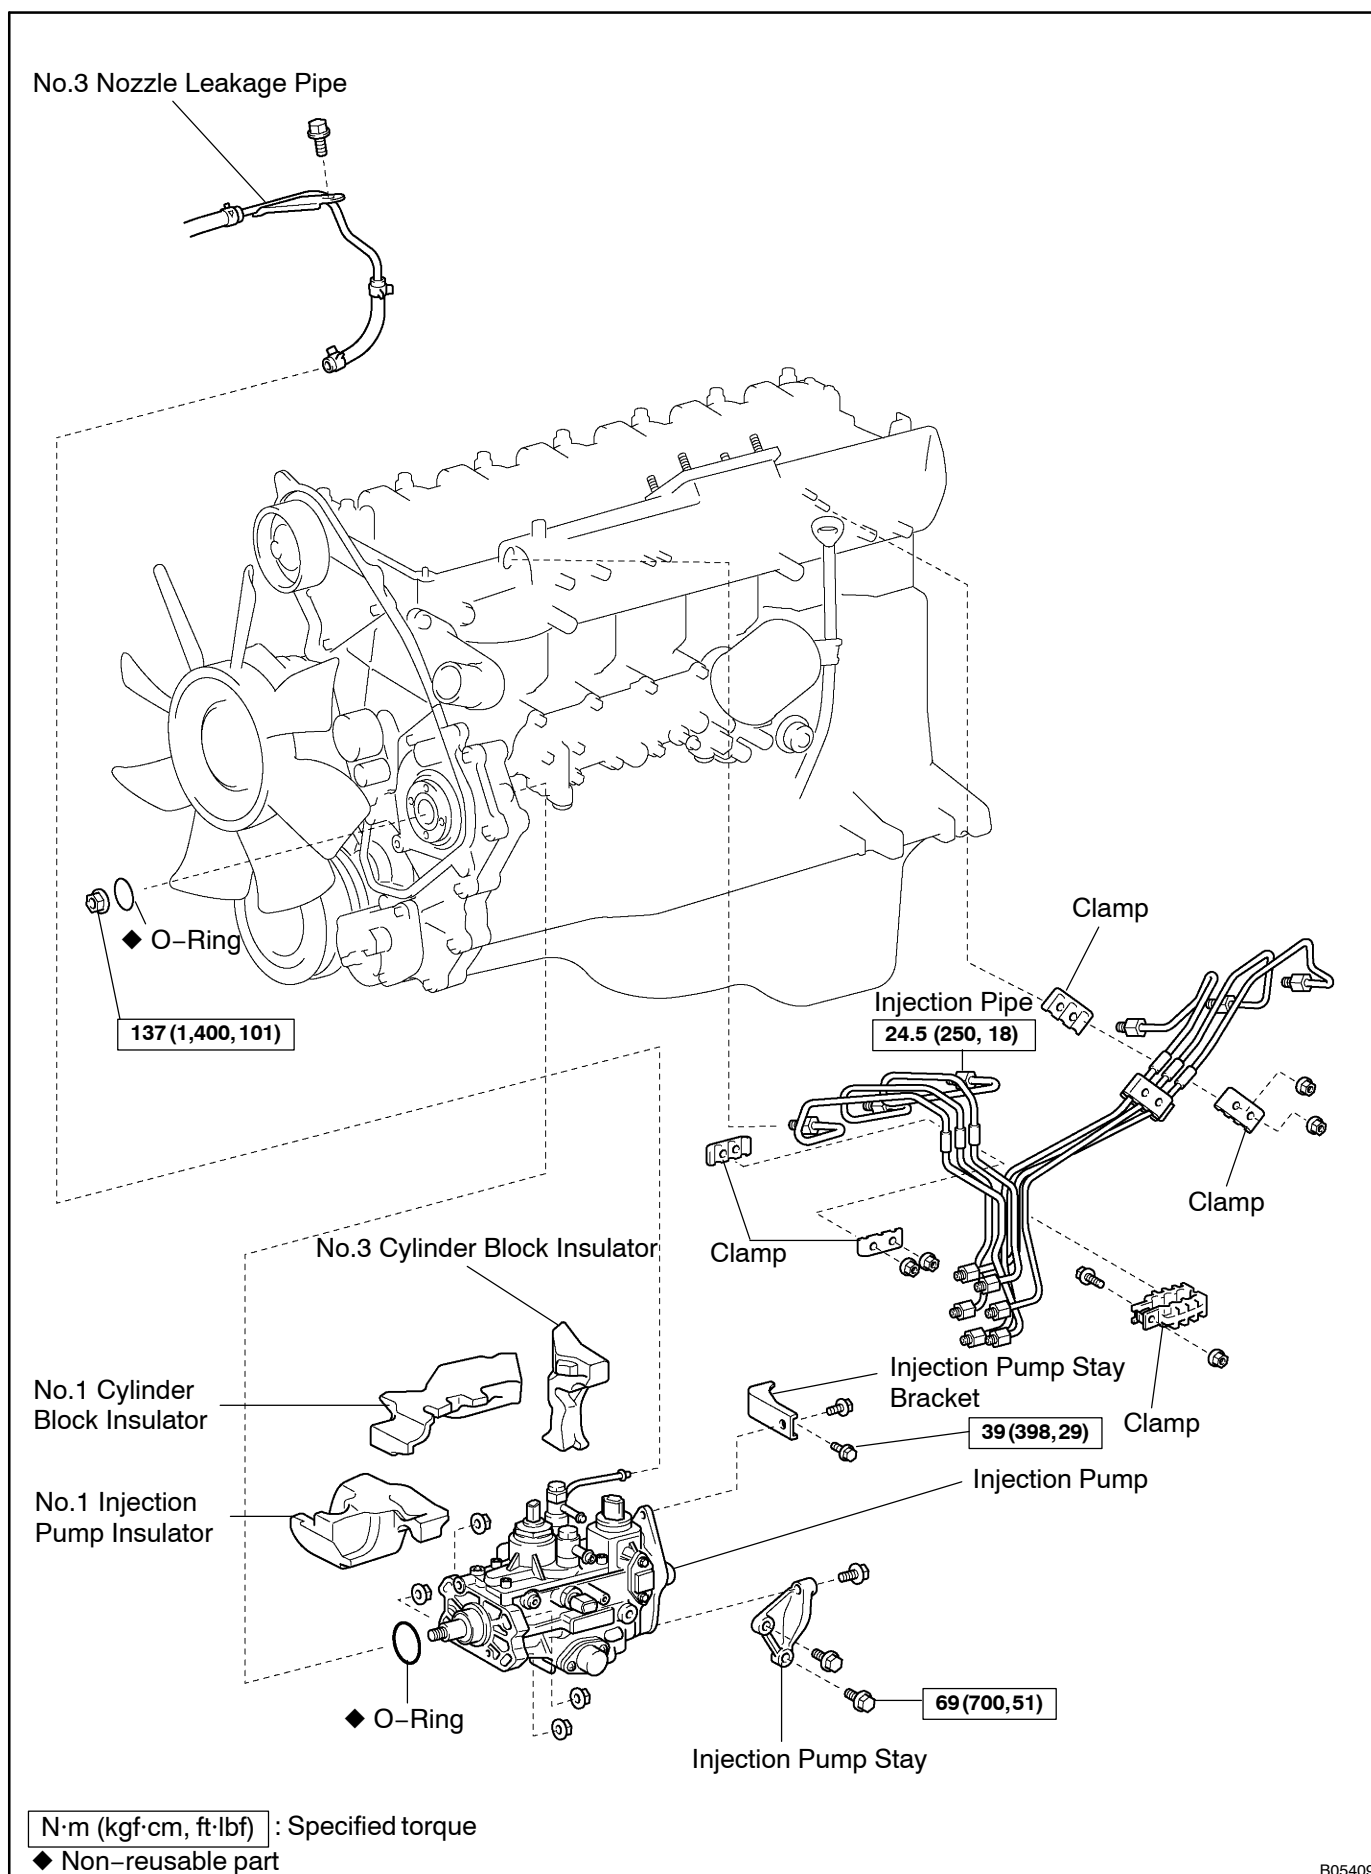 No.3 Nozzle Leakage Pipe
◆ O−Ring
137 (1,400, 101)
Clamp
Injection Pipe
24.5 (250, 18)
Clamp
Clamp
No.3 Cylinder Block Insulator
No.1 Cylinder
Block Insulator
Injection Pump Stay
Bracket
Clamp
39 (398, 29)
Injection Pump
No.1 Injection
Pump Insulator
◆ O−Ring
69 (700, 51)
Injection Pump Stay
N·m (kgf·cm, ft·lbf) : Specified torque
◆ Non−reusable part
B05409